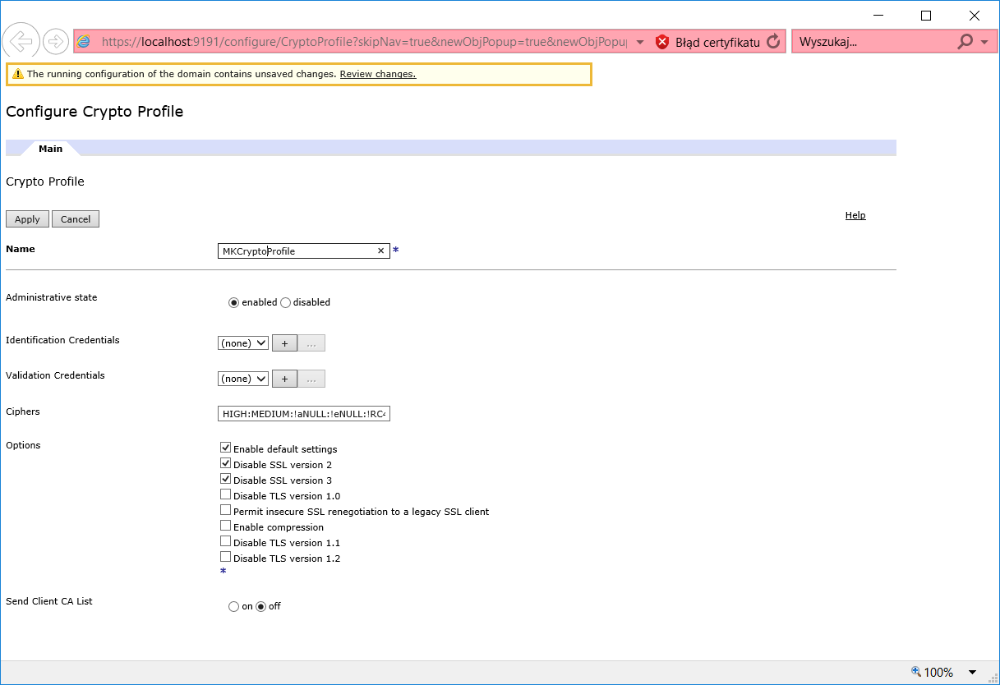 https://localhost:9191/configure/CryptoProfile?skipNav=true&newObjPopup=true&newObjPopu Błąd certyfikatu Wyszukaj...
The running configuration of the domain contains unsaved changes. Review changes.
Configure Crypto Profile
Main
Crypto Profile
Apply Cancel Help
Name MKCryptoProfile × *
Administrative state enabled disabled
Identification Credentials (none) + ...
Validation Credentials (none) + ...
Ciphers HIGH:MEDIUM:!aNULL:!eNULL:!RC4
Options Enable default settings
Disable SSL version 2
Disable SSL version 3
Disable TLS version 1.0
Permit insecure SSL renegotiation to a legacy SSL client
Enable compression
Disable TLS version 1.1
Disable TLS version 1.2
*
Send Client CA List on off
100%